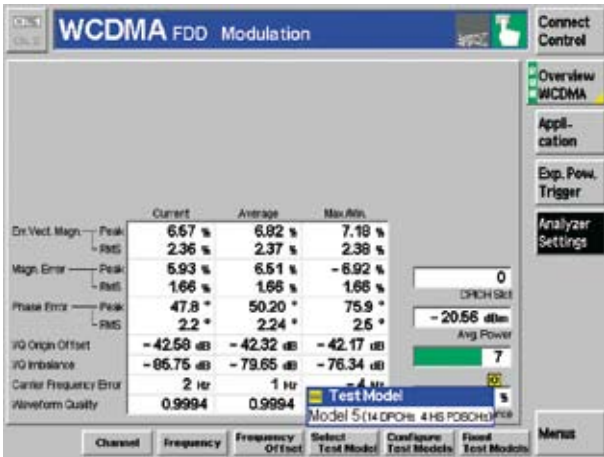 WCDMA FDD Modulation
Connect Control
Overview WCDMA
Appli-cation
Exp. Pow. Trigger
Analyzer Settings
Current Average Max./Min.
Err.Vect. Magn. Peak 6.57 % 6.82 % 7.18 %
RMS 2.36 % 2.37 % 2.38 %
Magn. Error Peak 5.93 % 6.51 % -6.92 %
RMS 1.66 % 1.66 % 1.66 %
Phase Error Peak 47.8 ° 50.20 ° 75.9 °
RMS 2.2 ° 2.24 ° 2.5 °
I/Q Origin Offset -42.58 dB -42.32 dB -42.17 dB
I/Q Imbalance -85.75 dB -79.65 dB -76.34 dB
Carrier Frequency Error 2 Hz 1 Hz -4 Hz
Waveform Quality 0.9994 0.9994
0
CPICH Slot
-20.56 dBm
Avg. Power
7
%
Test Model
Model 5 (14 DPCHs 4 HS PDSCHs)
Channel
Frequency
Frequency Offset
Select Test Model
Configure Test Models
Fixed Test Models
Menus